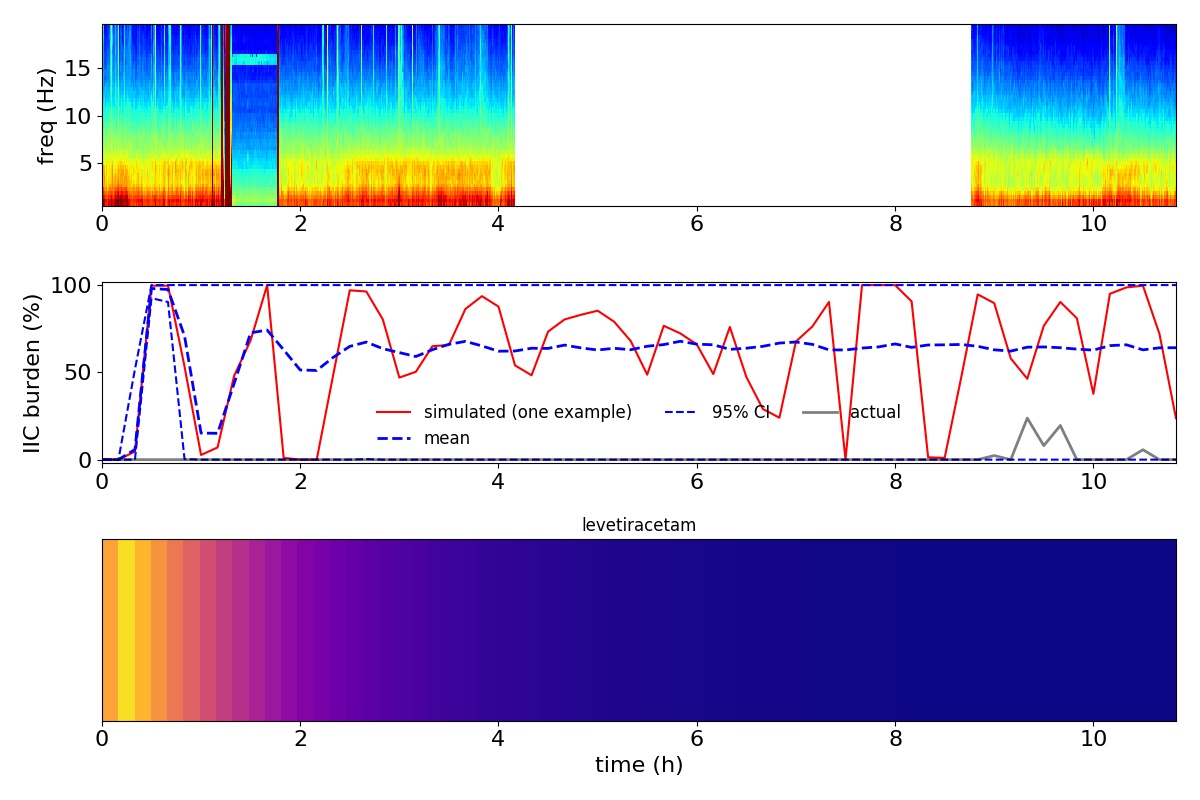 freq (Hz)
15
10
5
0 2 4 6 8 10
IIC burden (%)
100
50
0
simulated (one example) 95% CI actual
mean
0 2 4 6 8 10
levetiracetam
0 2 4 6 8 10
time (h)